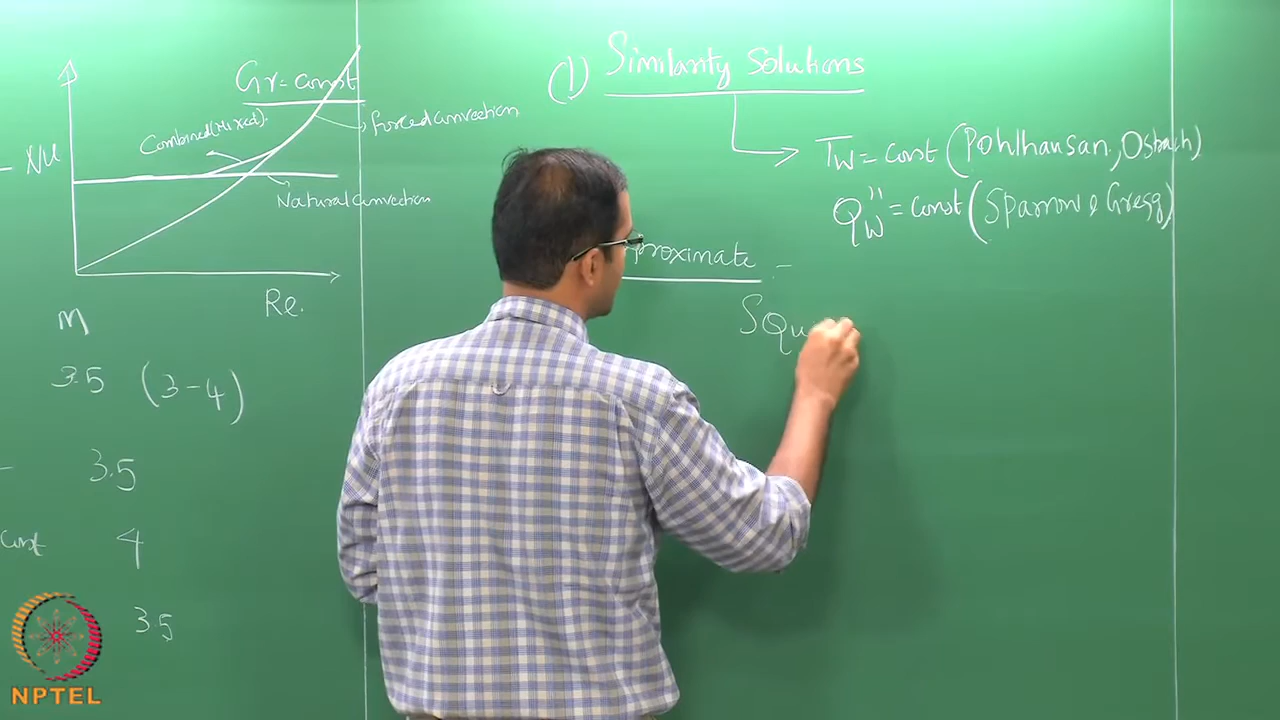 Gr = const
Combined (Mixed).
forced convection
Nu
Natural convection
Re.
M
3.5 (3-4)
3.5
const 4
3.5
(1) Similarity Solutions
Tw = const (Pohlhausan, Ostrach)
Qw'' = const (Sparrow & Gregg)
proximate -
Squ
NPTEL